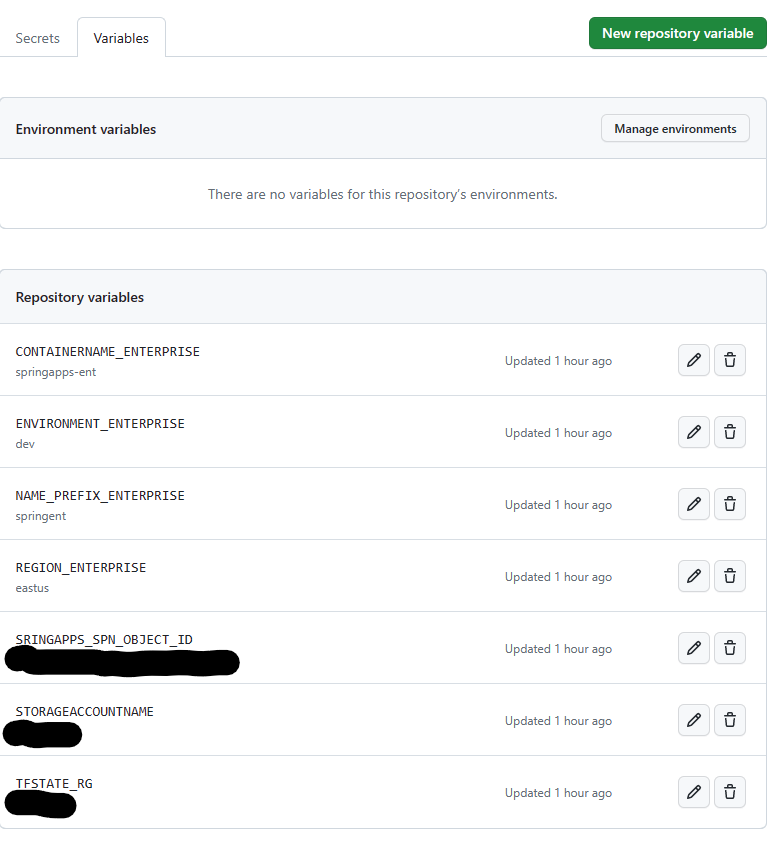 Secrets
Variables
New repository variable
Environment variables
Manage environments
There are no variables for this repository's environments.
Repository variables
CONTAINERNAME_ENTERPRISE
springapps-ent
Updated 1 hour ago
ENVIRONMENT_ENTERPRISE
dev
Updated 1 hour ago
NAME_PREFIX_ENTERPRISE
springent
Updated 1 hour ago
REGION_ENTERPRISE
eastus
Updated 1 hour ago
SRINGAPPS_SPN_OBJECT_ID
Updated 1 hour ago
STORAGEACCOUNTNAME
Updated 1 hour ago
TFSTATE_RG
Updated 1 hour ago